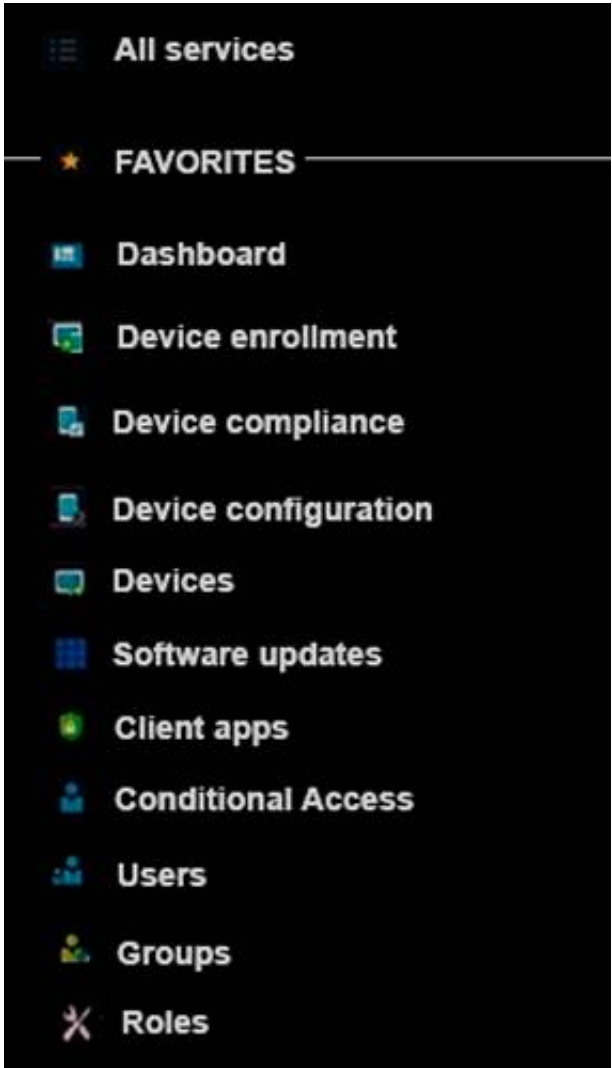 All services
FAVORITES
Dashboard
Device enrollment
Device compliance
Device configuration
Devices
Software updates
Client apps
Conditional Access
Users
Groups
Roles